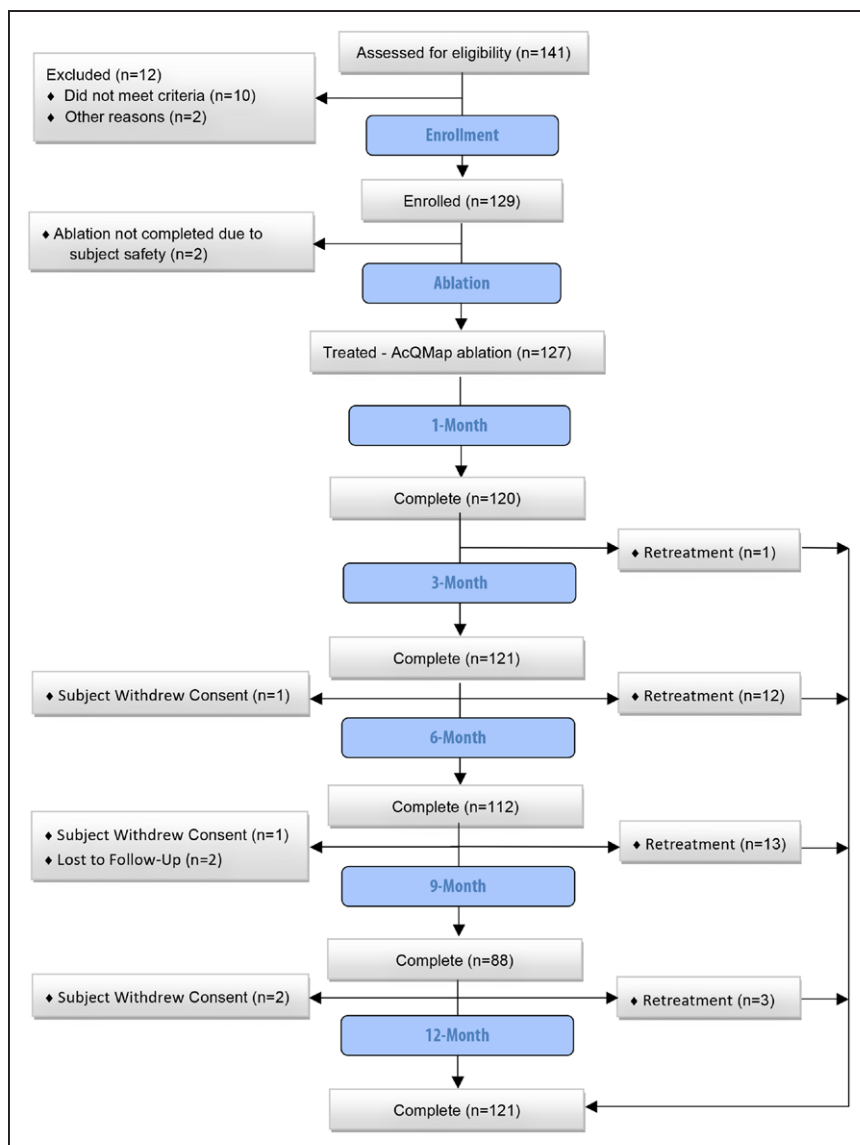 Assessed for eligibility (n=141)
Excluded (n=12)
♦ Did not meet criteria (n=10)
♦ Other reasons (n=2)
Enrollment
Enrolled (n=129)
♦ Ablation not completed due to
subject safety (n=2)
Ablation
Treated - AcQMap ablation (n=127)
1-Month
Complete (n=120)
♦ Retreatment (n=1)
3-Month
Complete (n=121)
♦ Subject Withdrew Consent (n=1)
♦ Retreatment (n=12)
6-Month
Complete (n=112)
♦ Subject Withdrew Consent (n=1)
♦ Lost to Follow-Up (n=2)
♦ Retreatment (n=13)
9-Month
Complete (n=88)
♦ Subject Withdrew Consent (n=2)
♦ Retreatment (n=3)
12-Month
Complete (n=121)